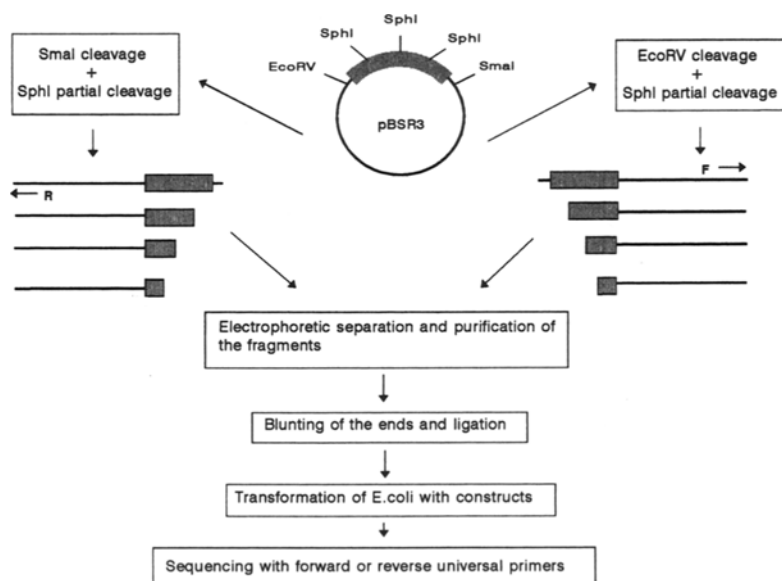 SmaI cleavage
+
SphI partial cleavage
SphI
SphI
SphI
EcoRV
SmaI
pBSR3
EcoRV cleavage
+
SphI partial cleavage
R
F
Electrophoretic separation and purification of
the fragments
Blunting of the ends and ligation
Transformation of E.coli with constructs
Sequencing with forward or reverse universal primers